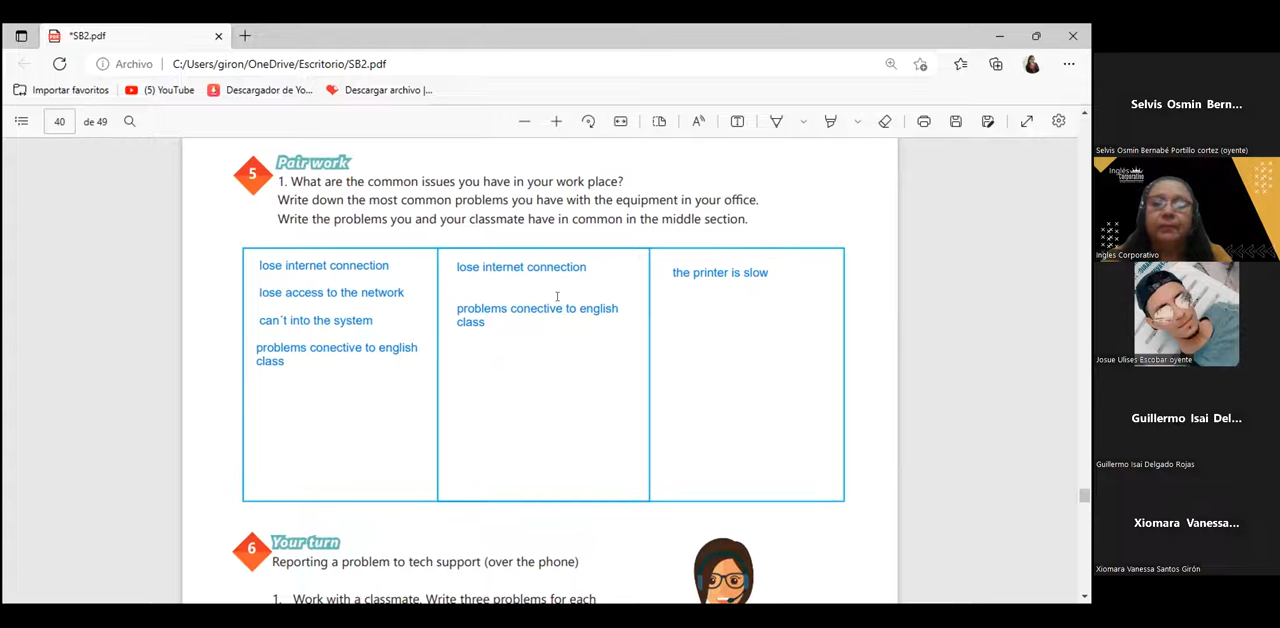 *SB2.pdf
Archivo
C:/Users/giron/OneDrive/Escritorio/SB2.pdf
Importar favoritos
(5) YouTube
Descargador de Yo...
Descargar archivo |...
40
de 49
5
Pair work
1. What are the common issues you have in your work place?
Write down the most common problems you have with the equipment in your office.
Write the problems you and your classmate have in common in the middle section.
lose internet connection
lose access to the network
can´t into the system
problems conective to english
class
lose internet connection
problems conective to english
class
the printer is slow
6
Your turn
Reporting a problem to tech support (over the phone)
1. Work with a classmate. Write three problems for each
Selvis Osmin Bern...
Selvis Osmin Bernabé Portillo cortez (oyente)
Inglés
Corporativo
Ingles Corporativo
Josue Ulises Escobar oyente
Guillermo Isai Del...
Guillermo Isai Delgado Rojas
Xiomara Vanessa...
Xiomara Vanessa Santos Girón